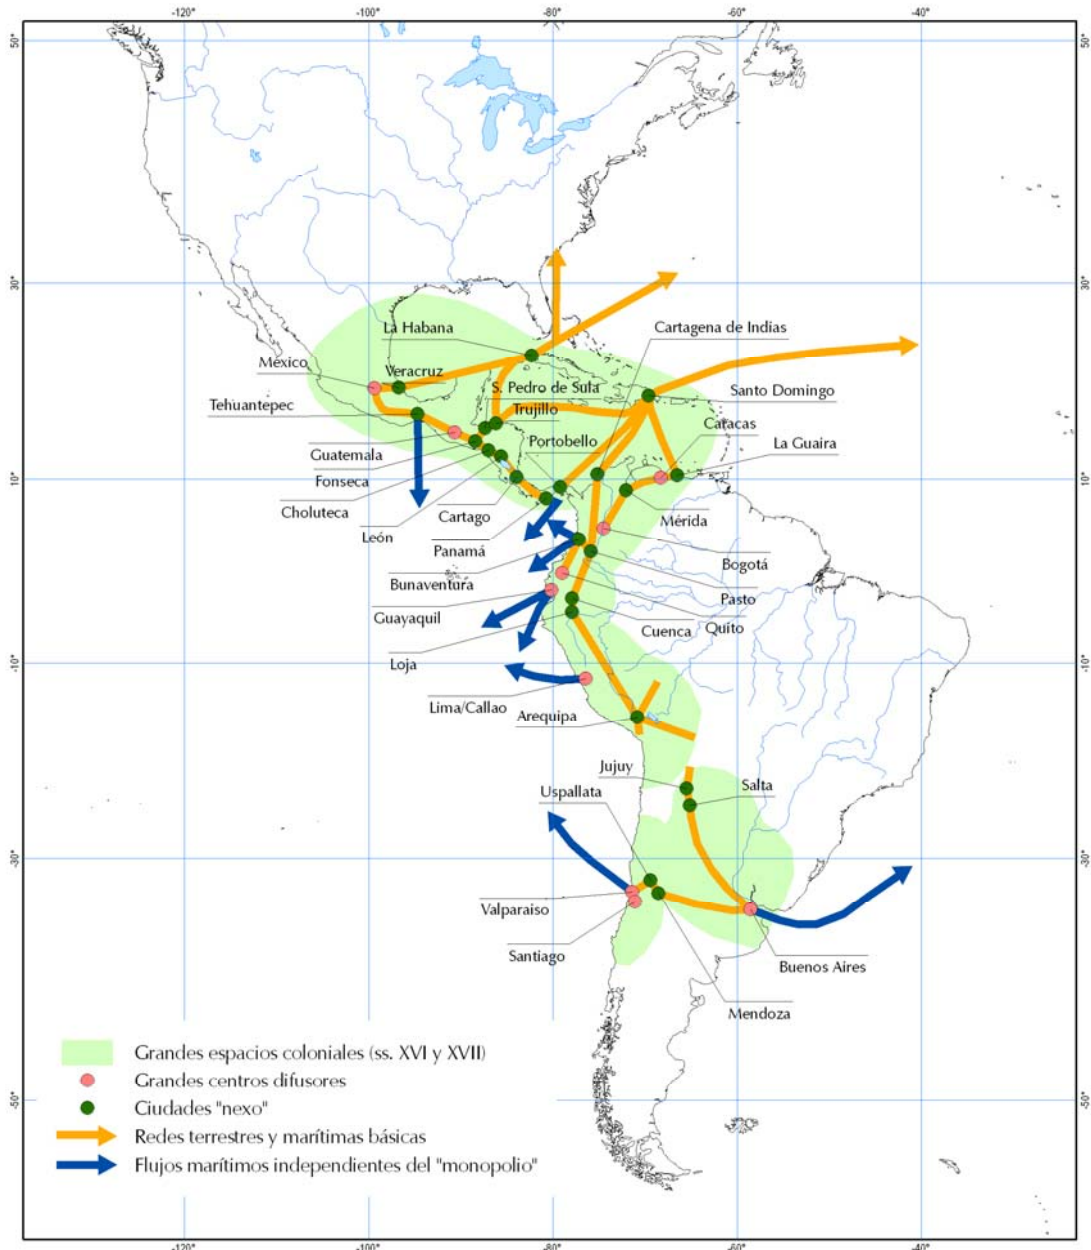 -120°
-100°
-80°
-60°
-40°
50°
50°
30°
30°
La Habana
Cartagena de Indias
México
Veracruz
S. Pedro de Sula
Santo Domingo
Tehuantepec
Trujillo
Caracas
Portobello
La Guaira
Guatemala
10°
10°
Fonseca
Choluteca
Cartago
Mérida
León
Panamá
Bogotá
Bunaventura
Pasto
Guayaquil
Cuenca
Quito
Loja
-10°
-10°
Lima/Callao
Arequipa
Jujuy
Salta
Uspallata
-30°
-30°
Valparaiso
Santiago
Buenos Aires
Mendoza
Grandes espacios coloniales (ss. XVI y XVII)
Grandes centros difusores
Ciudades "nexo"
-50°
-50°
Redes terrestres y marítimas básicas
Flujos marítimos independientes del "monopolio"
-120°
-100°
-80°
-60°
-40°